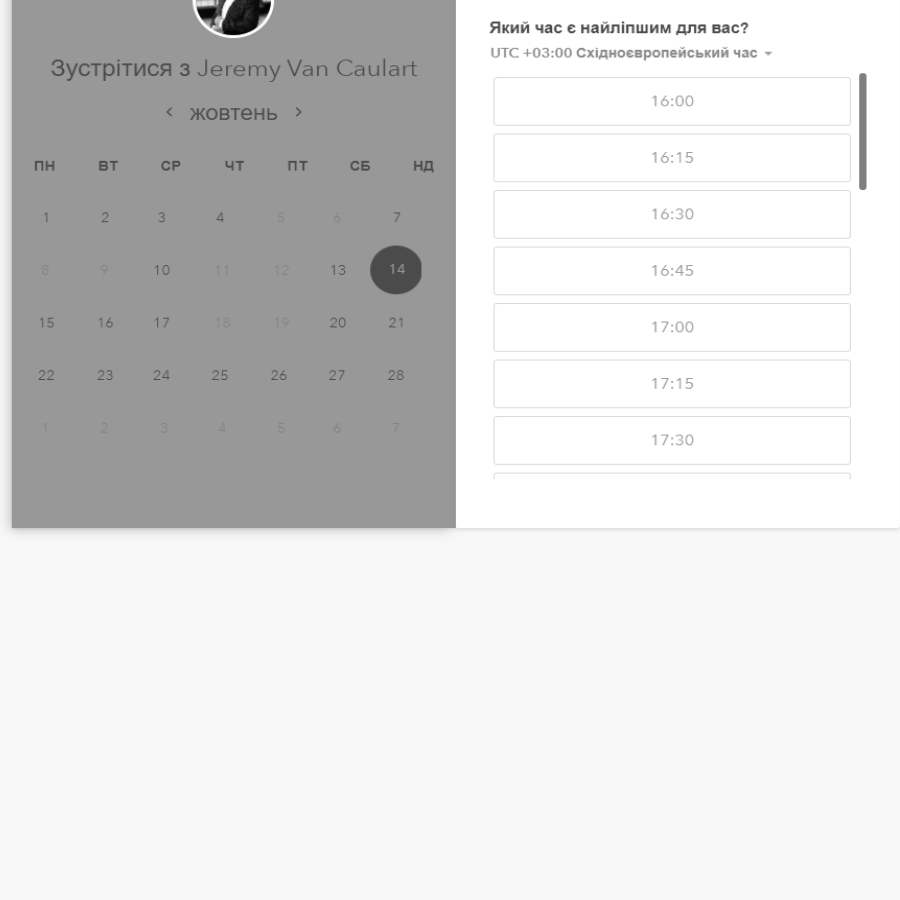 Зустрітися з Jeremy Van Caulart
жовтень
ПН ВТ СР ЧТ ПТ СБ НД
1 2 3 4 5 6 7
8 9 10 11 12 13 14
15 16 17 18 19 20 21
22 23 24 25 26 27 28
1 2 3 4 5 6 7
Який час є найліпшим для вас?
UTC +03:00 Східноєвропейський час
16:00
16:15
16:30
16:45
17:00
17:15
17:30